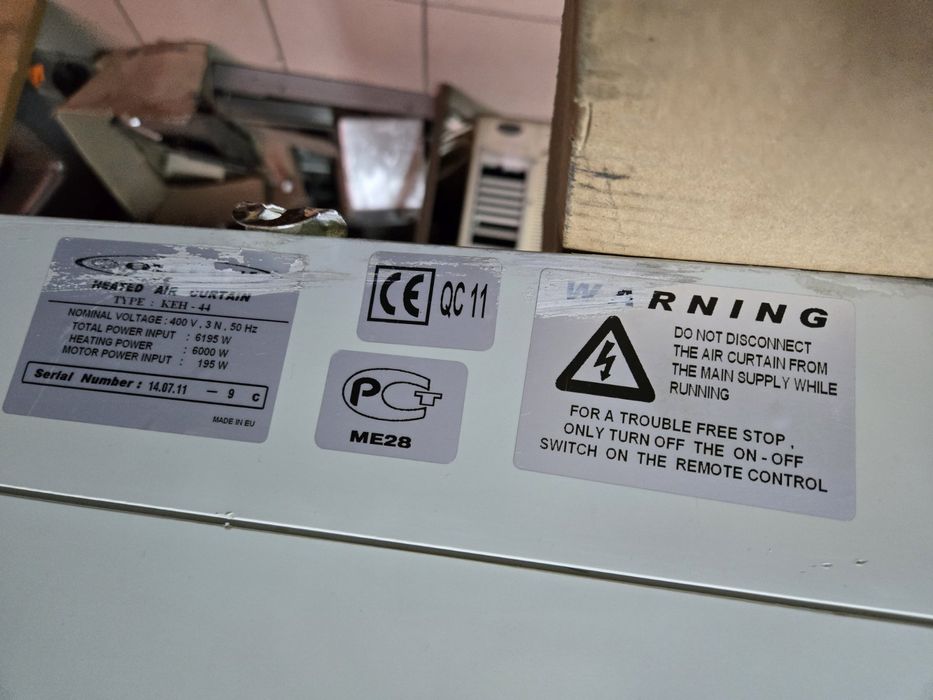 HEATED AIR CURTAIN
TYPE : KEH - 44
NOMINAL VOLTAGE : 400 V , 3 N , 50 Hz
TOTAL POWER INPUT : 6195 W
HEATING POWER : 6000 W
MOTOR POWER INPUT : 195 W
Serial Number : 14.07.11 — 9 c
MADE IN EU
CE QC 11
РСТ
ME28
WARNING
DO NOT DISCONNECT
THE AIR CURTAIN FROM
THE MAIN SUPPLY WHILE
RUNNING
FOR A TROUBLE FREE STOP ,
ONLY TURN OFF THE ON - OFF
SWITCH ON THE REMOTE CONTROL